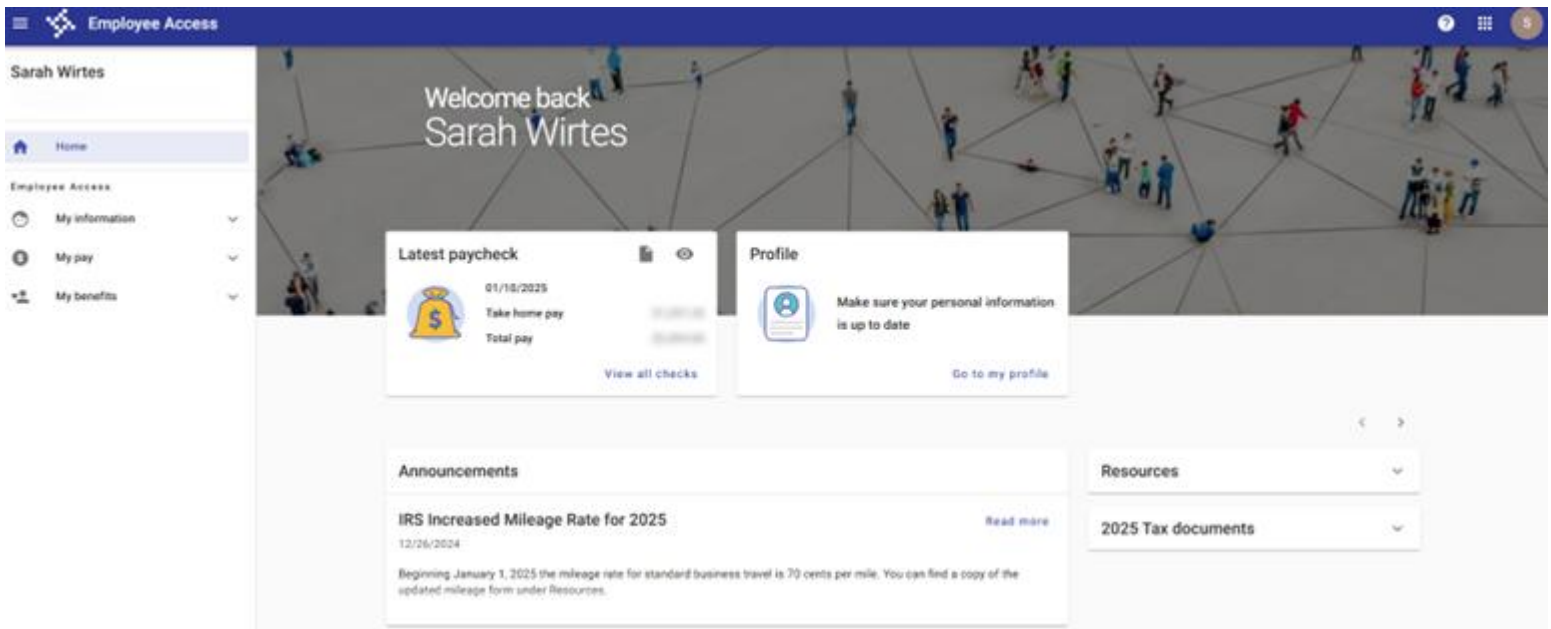 Employee Access
S
Sarah Wirtes
Welcome back
Sarah Wirtes
Home
Employee Access
My information
My pay
My benefits
Latest paycheck
01/10/2025
Take home pay
Total pay
View all checks
Profile
Make sure your personal information
is up to date
Go to my profile
Announcements
IRS Increased Mileage Rate for 2025
Read more
12/26/2024
Beginning January 1, 2025 the mileage rate for standard business travel is 70 cents per mile. You can find a copy of the
updated mileage form under Resources.
Resources
2025 Tax documents